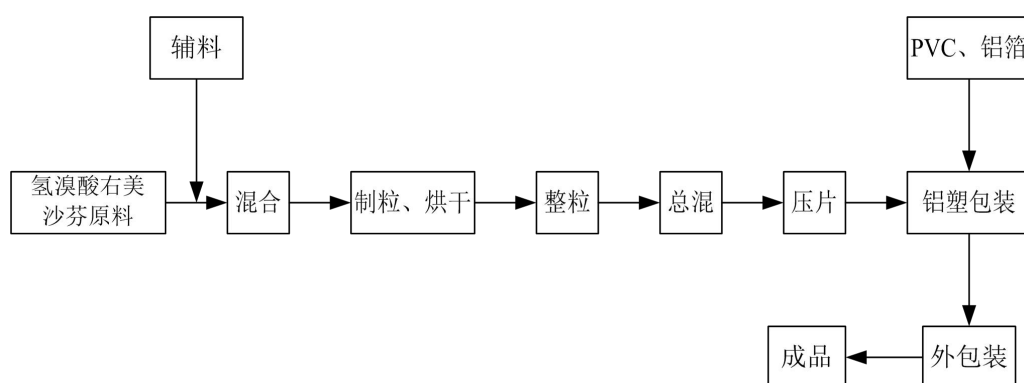 辅料
PVC、铝箔
氢溴酸右美
沙芬原料
混合
制粒、烘干
整粒
总混
压片
铝塑包装
成品
外包装